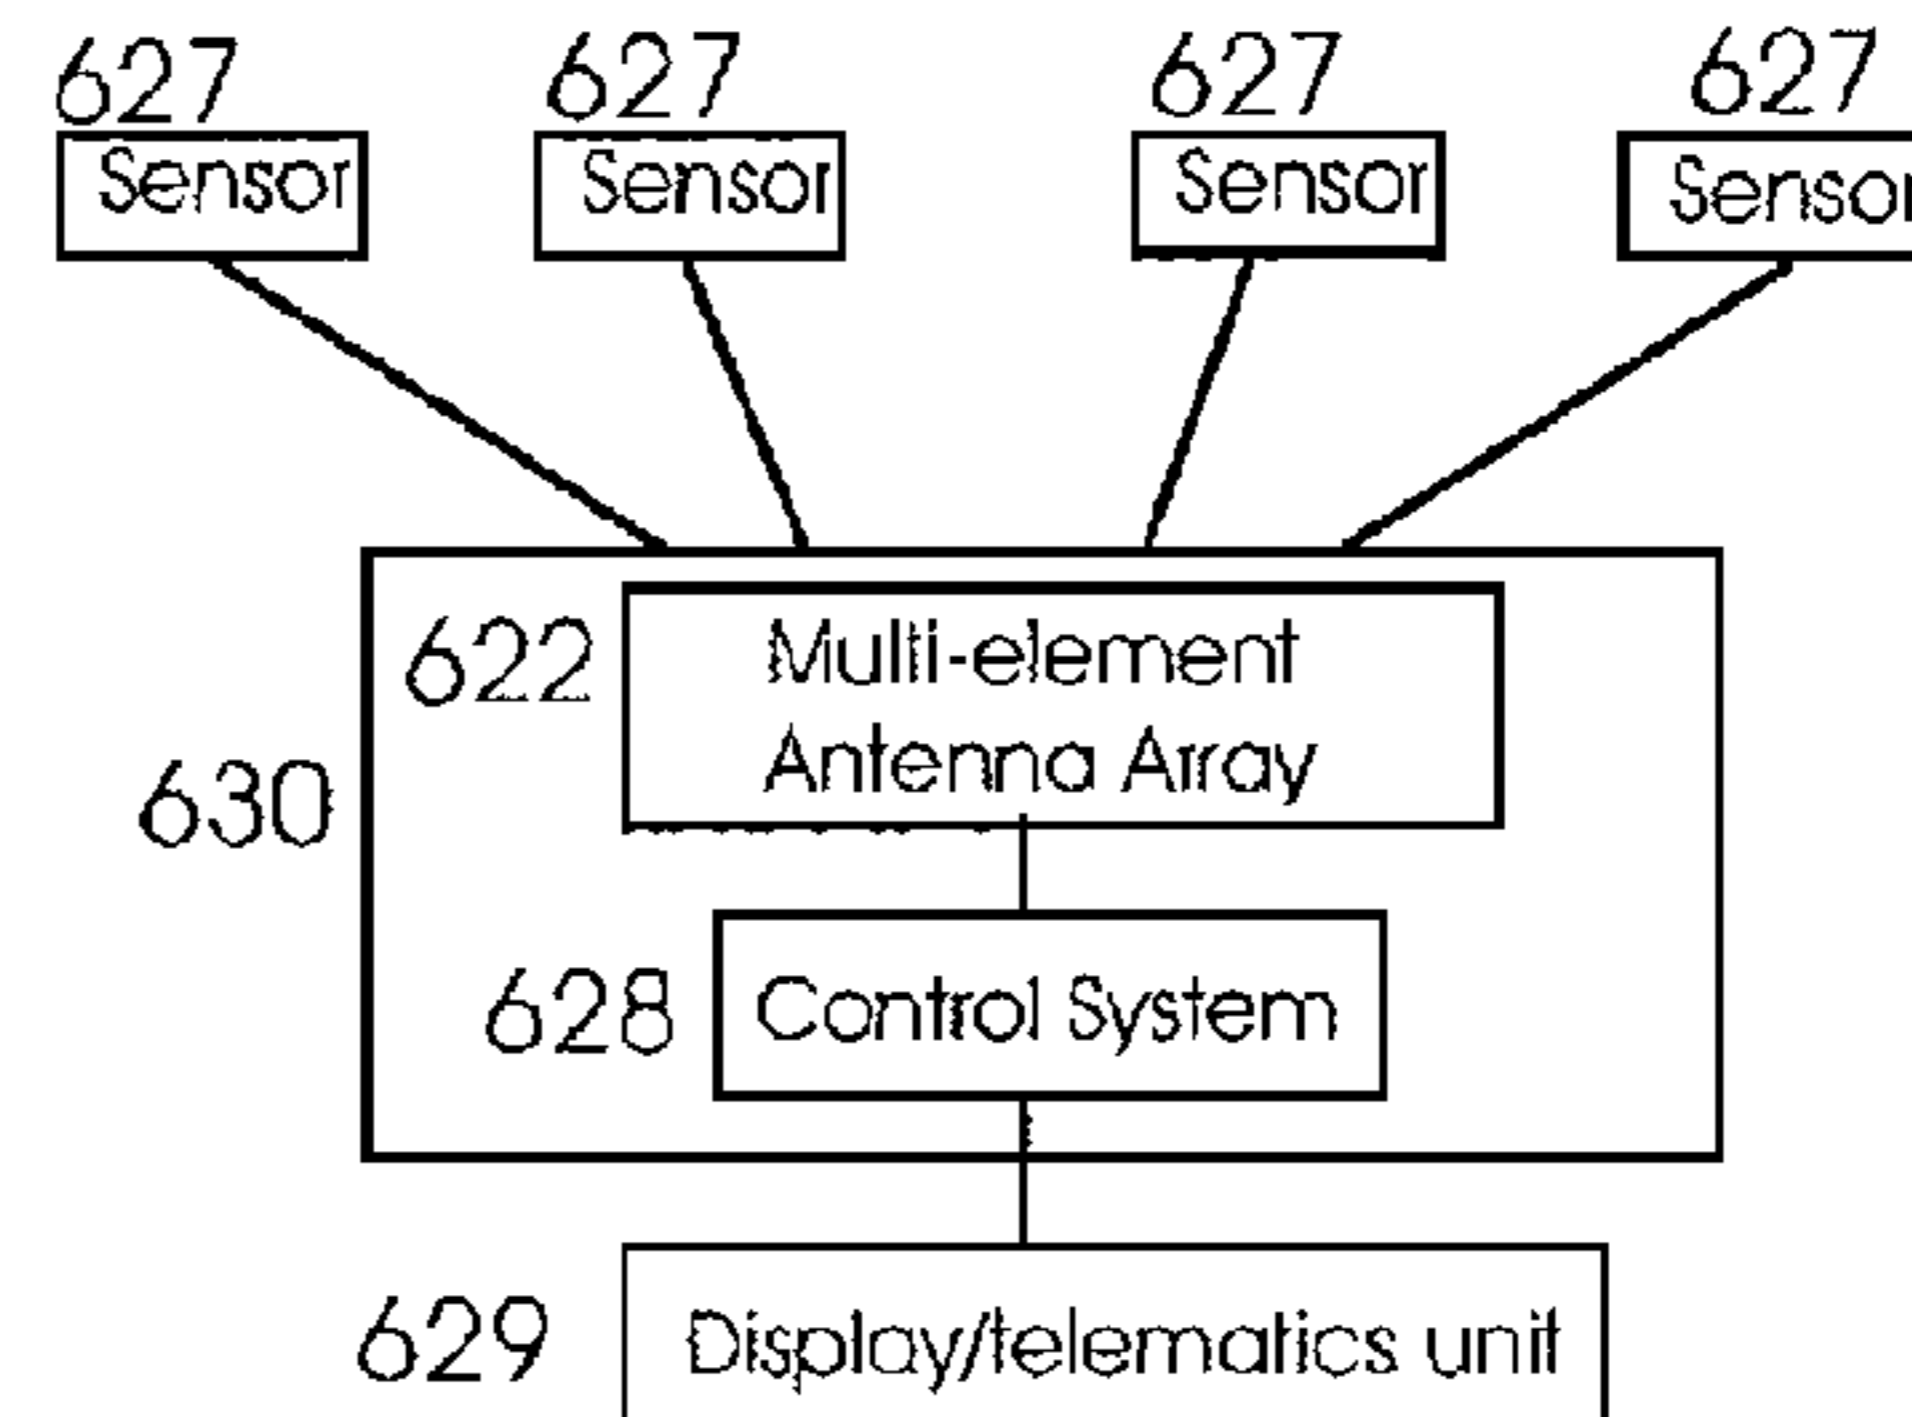 627 627 627 627
Sensor Sensor Sensor Sensor
622 Multi-element
Antenna Array
630
628 Control System
629 Display/telematics unit